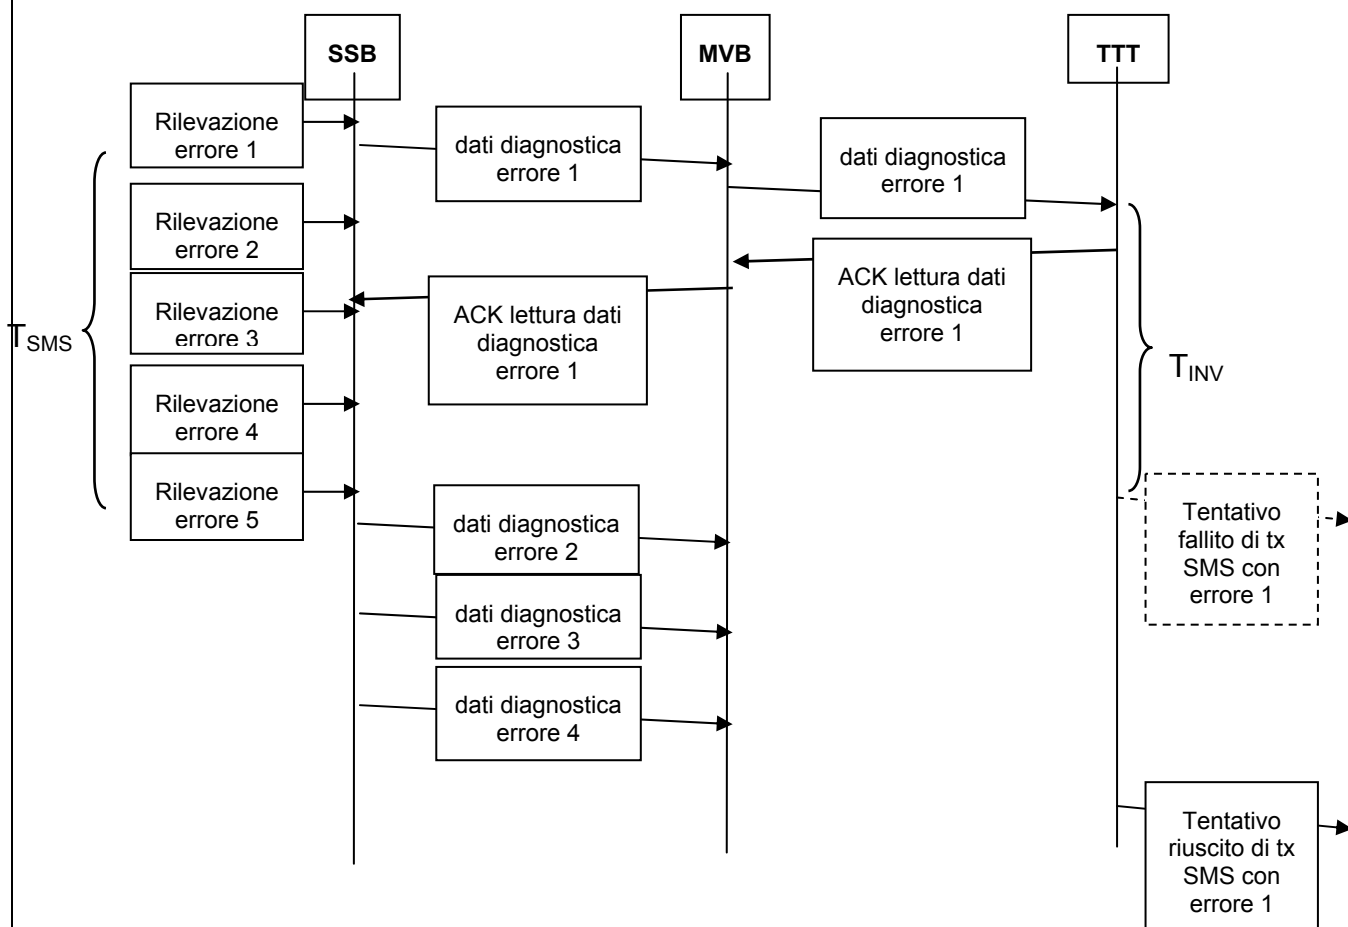 SSB
MVB
TTT
Rilevazione
errore 1
dati diagnostica
errore 1
dati diagnostica
errore 1
Rilevazione
errore 2
ACK lettura dati
diagnostica
errore 1
Rilevazione
errore 3
ACK lettura dati
diagnostica
errore 1
TSMS
TINV
Rilevazione
errore 4
Rilevazione
errore 5
dati diagnostica
errore 2
Tentativo
fallito di tx
SMS con
errore 1
dati diagnostica
errore 3
dati diagnostica
errore 4
Tentativo
riuscito di tx
SMS con
errore 1